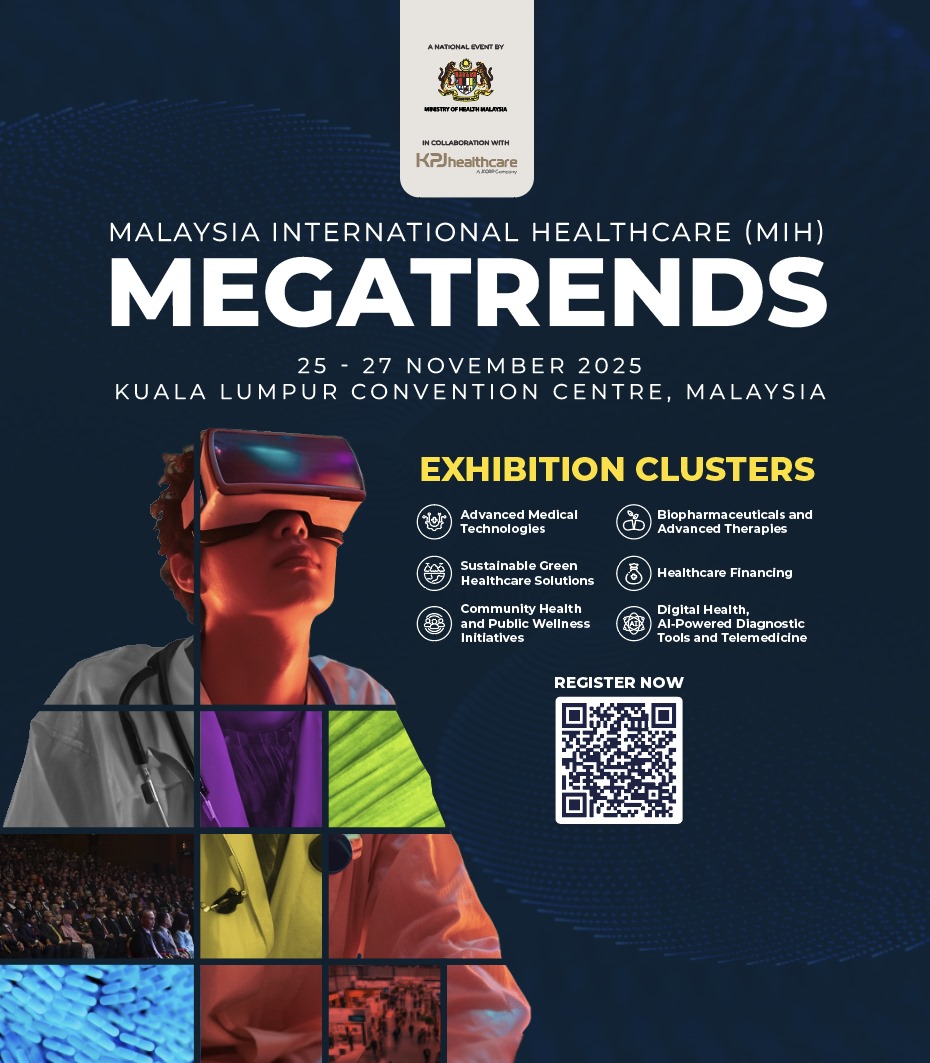 A NATIONAL EVENT BY
MINISTRY OF HEALTH MALAYSIA
IN COLLABORATION WITH
KPJ healthcare
A JCORP Company
MALAYSIA INTERNATIONAL HEALTHCARE (MIH)
MEGATRENDS
25 - 27 NOVEMBER 2025
KUALA LUMPUR CONVENTION CENTRE, MALAYSIA
EXHIBITION CLUSTERS
Advanced Medical
Technologies
Biopharmaceuticals and
Advanced Therapies
Sustainable Green
Healthcare Solutions
Healthcare Financing
Community Health
and Public Wellness
Initiatives
Digital Health,
AI-Powered Diagnostic
Tools and Telemedicine
AI
REGISTER NOW